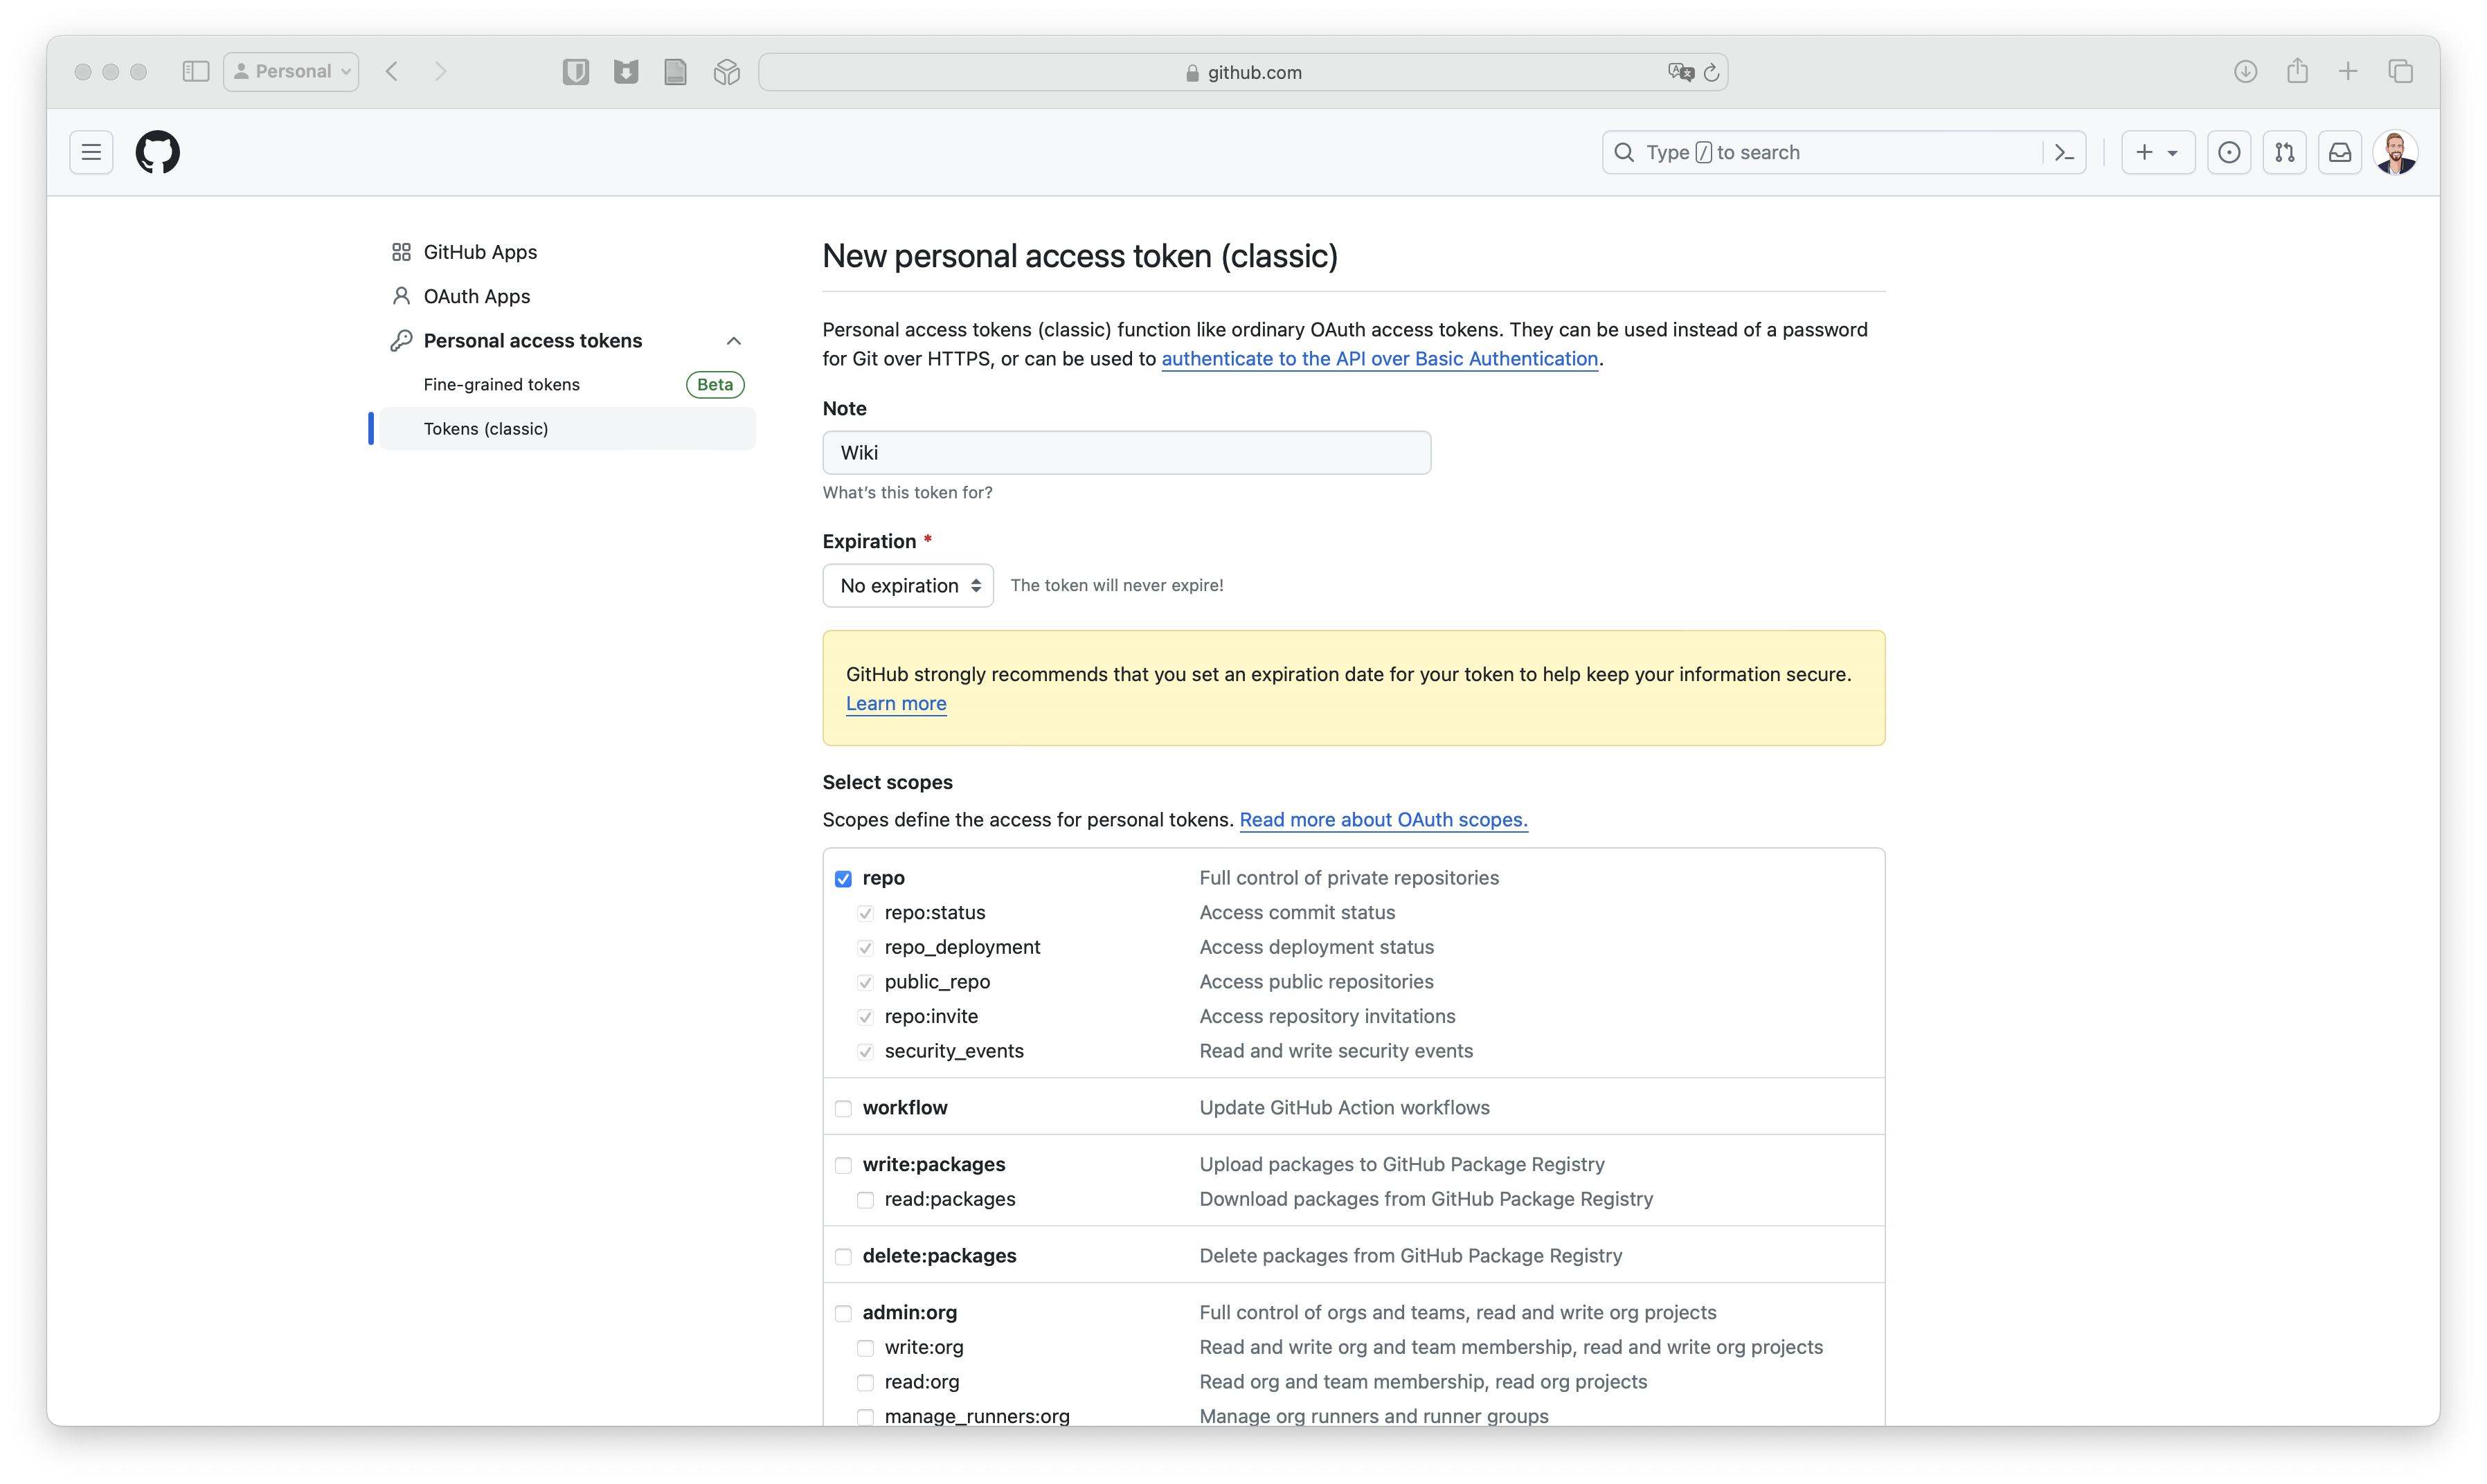 Personal
github.com
Type / to search
GitHub Apps
OAuth Apps
Personal access tokens
Fine-grained tokens Beta
Tokens (classic)
New personal access token (classic)
Personal access tokens (classic) function like ordinary OAuth access tokens. They can be used instead of a password
for Git over HTTPS, or can be used to authenticate to the API over Basic Authentication.
Note
Wiki
What's this token for?
Expiration *
No expiration The token will never expire!
GitHub strongly recommends that you set an expiration date for your token to help keep your information secure.
Learn more
Select scopes
Scopes define the access for personal tokens. Read more about OAuth scopes.
repo Full control of private repositories
repo:status Access commit status
repo_deployment Access deployment status
public_repo Access public repositories
repo:invite Access repository invitations
security_events Read and write security events
workflow Update GitHub Action workflows
write:packages Upload packages to GitHub Package Registry
read:packages Download packages from GitHub Package Registry
delete:packages Delete packages from GitHub Package Registry
admin:org Full control of orgs and teams, read and write org projects
write:org Read and write org and team membership, read and write org projects
read:org Read org and team membership, read org projects
manage_runners:org Manage org runners and runner groups